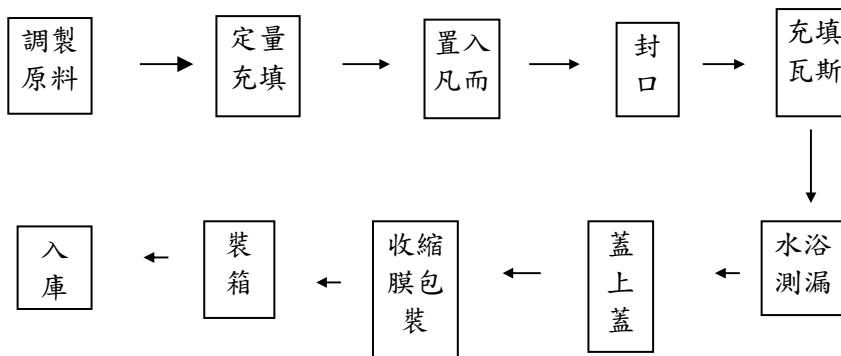 調製
原料
定量
充填
置入
凡而
封
口
充填
瓦斯
水浴
測漏
蓋
上
蓋
收縮
膜包
裝
裝
箱
入
庫